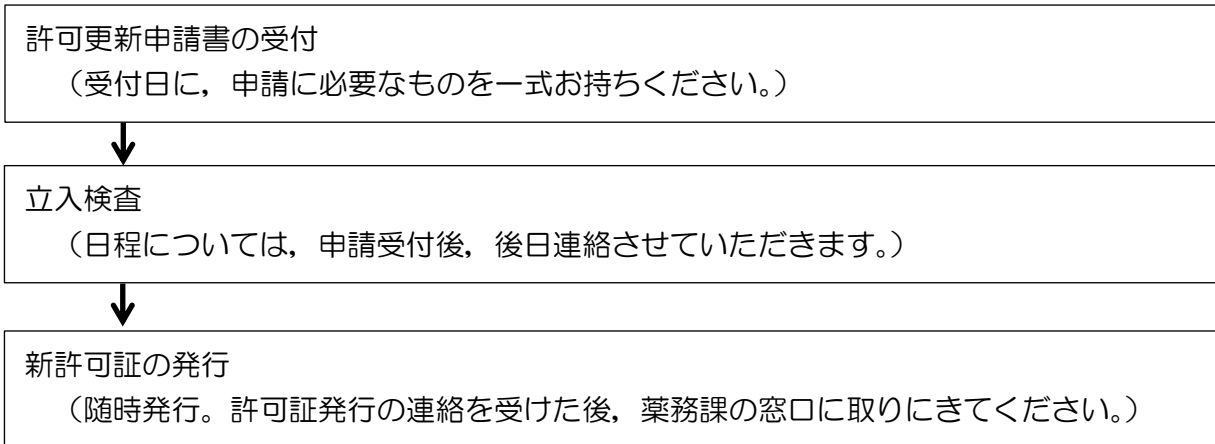 許可更新申請書の受付
（受付日に，申請に必要なものを一式お持ちください。）
立入検査
（日程については，申請受付後，後日連絡させていただきます。）
新許可証の発行
（随時発行。許可証発行の連絡を受けた後，薬務課の窓口に取りにきてください。）